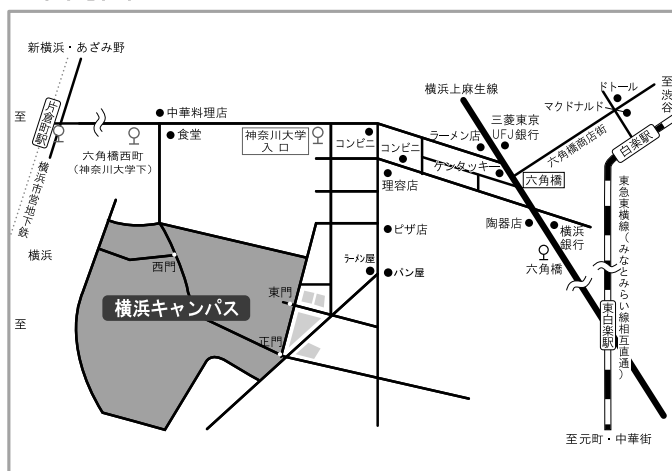 新横浜・あざみ野
至
片倉町駅
横浜市営地下鉄
横浜
至
中華料理店
食堂
六角橋西町
(神奈川大学下)
神奈川大学
入口
コンビニ
コンビニ
理容店
ピザ店
ラーメン屋
パン屋
西門
東門
正門
横浜キャンパス
横浜上麻生線
ラーメン店
三菱東京
UFJ銀行
ケンタッキー
六角橋
六角橋商店街
ドトール
マクドナルド
至渋谷
白楽駅
陶器店
横浜
銀行
六角橋
東急東横線(みなとみらい線相互直通)
東白楽駅
至元町・中華街